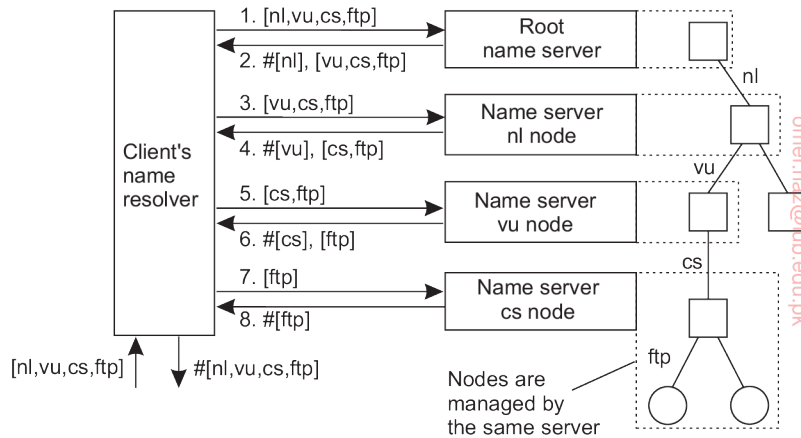 1. [nl,vu,cs,ftp]
2. #[nl], [vu,cs,ftp]
3. [vu,cs,ftp]
4. #[vu], [cs,ftp]
5. [cs,ftp]
6. #[cs], [ftp]
7. [ftp]
8. #[ftp]
Client's
name
resolver
[nl,vu,cs,ftp]
#[nl,vu,cs,ftp]
Root
name server
Name server
nl node
Name server
vu node
Name server
cs node
nl
vu
cs
ftp
Nodes are
managed by
the same server